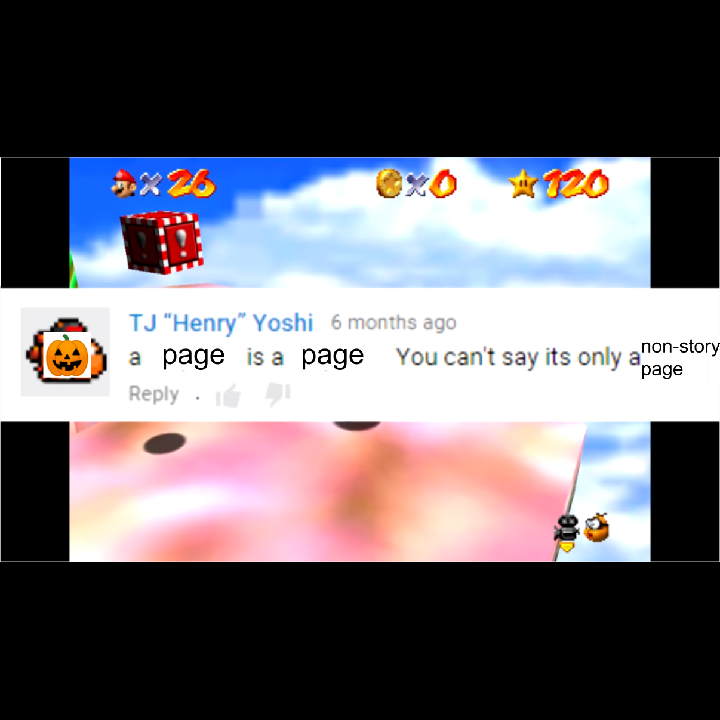 ×26 ×0 120
! !
TJ “Henry” Yoshi 6 months ago
a page is a page You can't say its only a non-story
page
Reply .